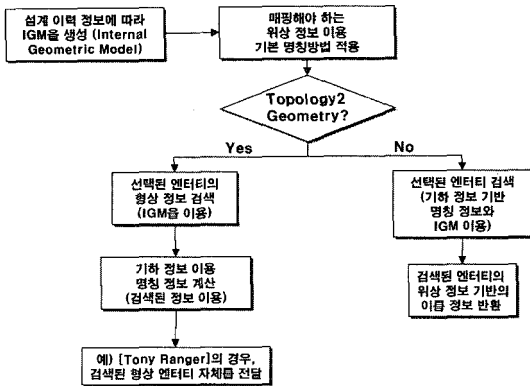 설계 이력 정보에 따라
IGM을 생성 (Internal
Geometric Model)
매핑해야 하는
위상 정보 이용
기본 명칭방법 적용
Topology2
Geometry?
Yes
No
선택된 엔터티의
형상 정보 검색
(IGM을 이용)
선택된 엔터티 검색
(기하 정보 기반
명칭 정보와
IGM 이용)
기하 정보 이용
명칭 정보 계산
(검색된 정보 이용)
검색된 엔터티의
위상 정보 기반의
이름 정보 반환
예) [Tony Ranger]의 경우,
검색된 형상 엔터티 자체를 전달